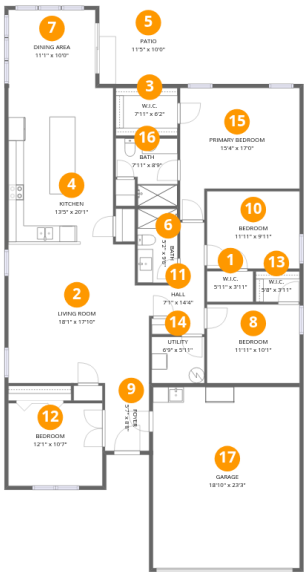 7
DINING AREA
11'1" x 10'0"
5
PATIO
11'5" x 10'0"
3
W.I.C.
7'11" x 6'2"
16
BATH
7'11" x 8'9"
15
PRIMARY BEDROOM
15'4" x 17'0"
4
KITCHEN
13'5" x 20'1"
6
BATH
10
BEDROOM
11'11" x 9'11"
1
W.I.C.
5'11" x 3'11"
13
W.I.C.
5'8" x 3'11"
2
LIVING ROOM
18'1" x 17'10"
11
HALL
7'1" x 14'4"
14
UTILITY
6'9" x 5'11"
8
BEDROOM
11'11" x 10'1"
9
FOYER
12
BEDROOM
12'1" x 10'7"
17
GARAGE
18'10" x 23'3"